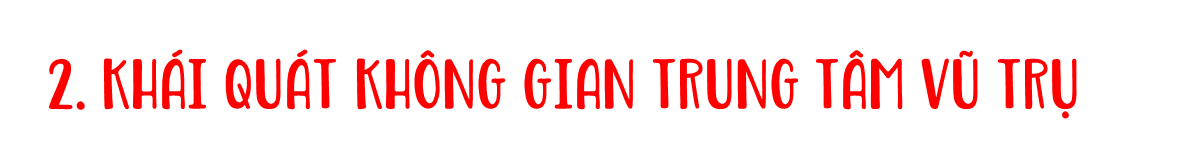 2. KHÁI QUÁT KHÔNG GIAN TRUNG TÂM VŨ TRỤ